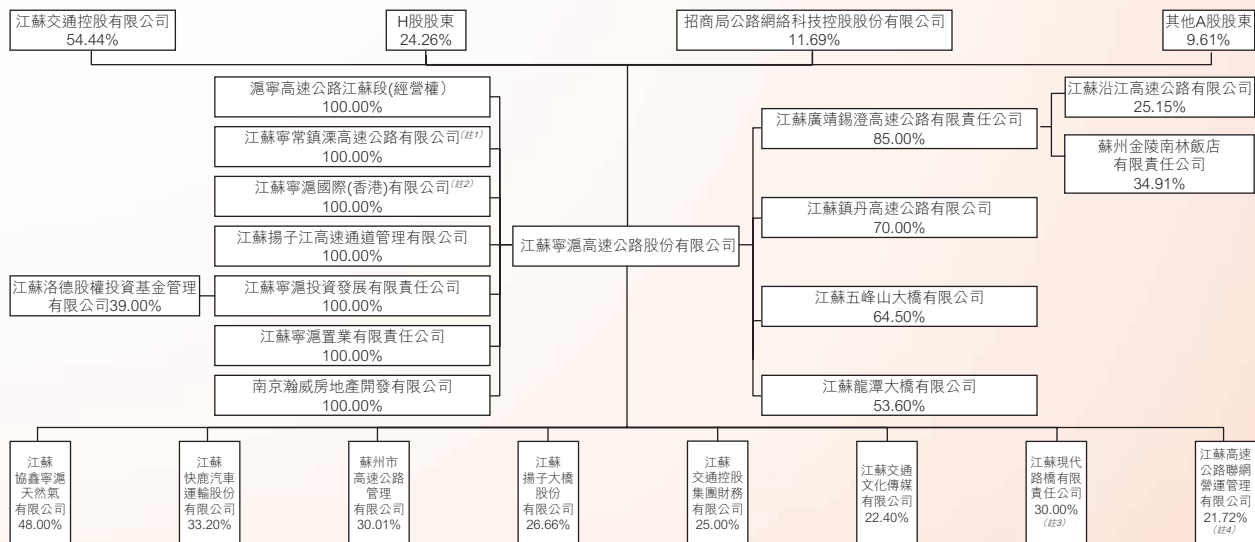 江蘇交通控股有限公司
54.44%
H股股東
24.26%
招商局公路網絡科技控股股份有限公司
11.69%
其他A股股東
9.61%
滬寧高速公路江蘇段(經營權)
100.00%
江蘇寧常鎮溧高速公路有限公司(註1)
100.00%
江蘇寧滬國際(香港)有限公司(註2)
100.00%
江蘇揚子江高速通道管理有限公司
100.00%
江蘇洛德股權投資基金管理
有限公司39.00%
江蘇寧滬投資發展有限責任公司
100.00%
江蘇寧滬置業有限責任公司
100.00%
南京瀚威房地產開發有限公司
100.00%
江蘇寧滬高速公路股份有限公司
江蘇廣靖錫澄高速公路有限責任公司
85.00%
江蘇沿江高速公路有限公司
25.15%
蘇州金陵南林飯店
有限責任公司
34.91%
江蘇鎮丹高速公路有限公司
70.00%
江蘇五峰山大橋有限公司
64.50%
江蘇龍潭大橋有限公司
53.60%
江蘇
協鑫寧滬
天然氣
有限公司
48.00%
江蘇
快鹿汽車
運輸股份
有限公司
33.20%
蘇州市
高速公路
管理
有限公司
30.01%
江蘇
揚子大橋
股份
有限公司
26.66%
江蘇
交通控股
集團財務
有限公司
25.00%
江蘇交通
文化傳媒
有限公司
22.40%
江蘇現代
路橋有限
責任公司
30.00%
(註3)
江蘇高速
公路聯網
營運管理
有限公司
21.72%
(註4)